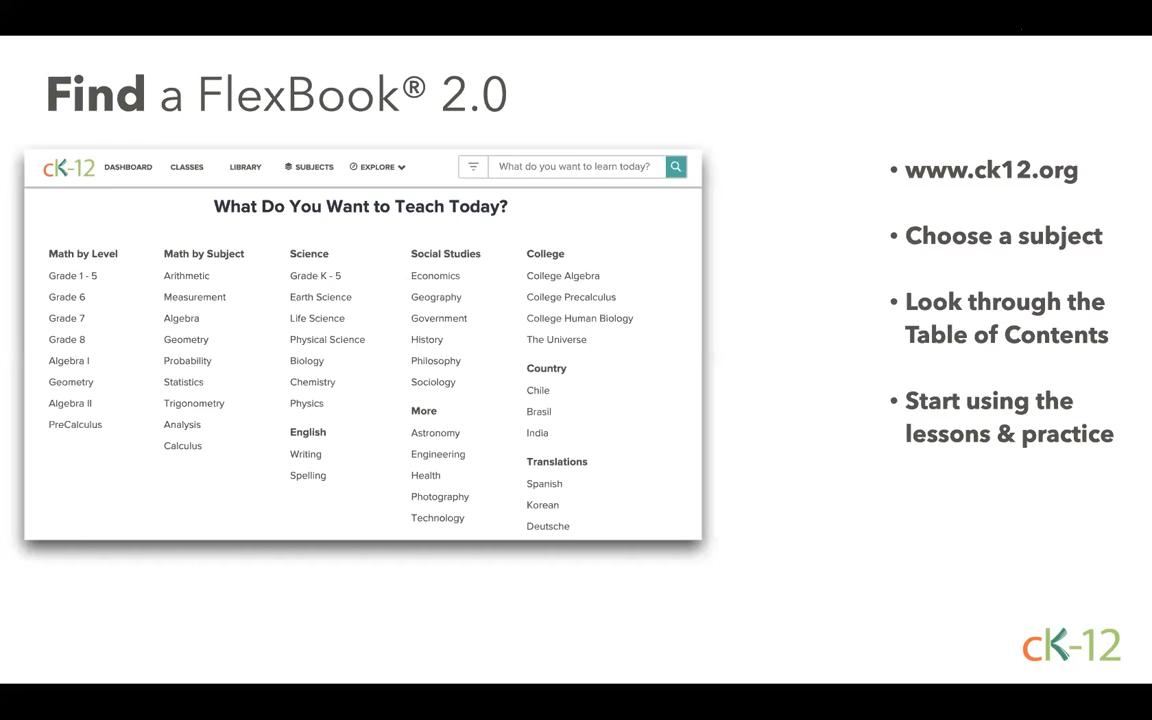 Find a FlexBook® 2.0
cK-12 DASHBOARD CLASSES LIBRARY SUBJECTS EXPLORE What do you want to learn today?
What Do You Want to Teach Today?
Math by Level
Grade 1 - 5
Grade 6
Grade 7
Grade 8
Algebra I
Geometry
Algebra II
PreCalculus
Math by Subject
Arithmetic
Measurement
Algebra
Geometry
Probability
Statistics
Trigonometry
Analysis
Calculus
Science
Grade K - 5
Earth Science
Life Science
Physical Science
Biology
Chemistry
Physics
English
Writing
Spelling
Social Studies
Economics
Geography
Government
History
Philosophy
Sociology
More
Astronomy
Engineering
Health
Photography
Technology
College
College Algebra
College Precalculus
College Human Biology
The Universe
Country
Chile
Brasil
India
Translations
Spanish
Korean
Deutsche
• www.ck12.org
• Choose a subject
• Look through the
Table of Contents
• Start using the
lessons & practice
cK-12